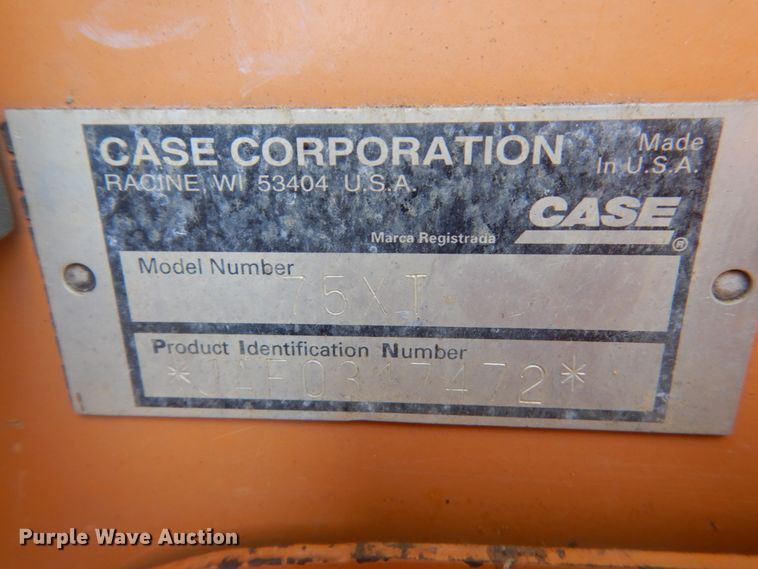 CASE CORPORATION
RACINE, WI 53404 U.S.A.
Made
In U.S.A.
CASE
®
Marca Registrada
Model Number
75XT
Product Identification Number
Purple Wave Auction